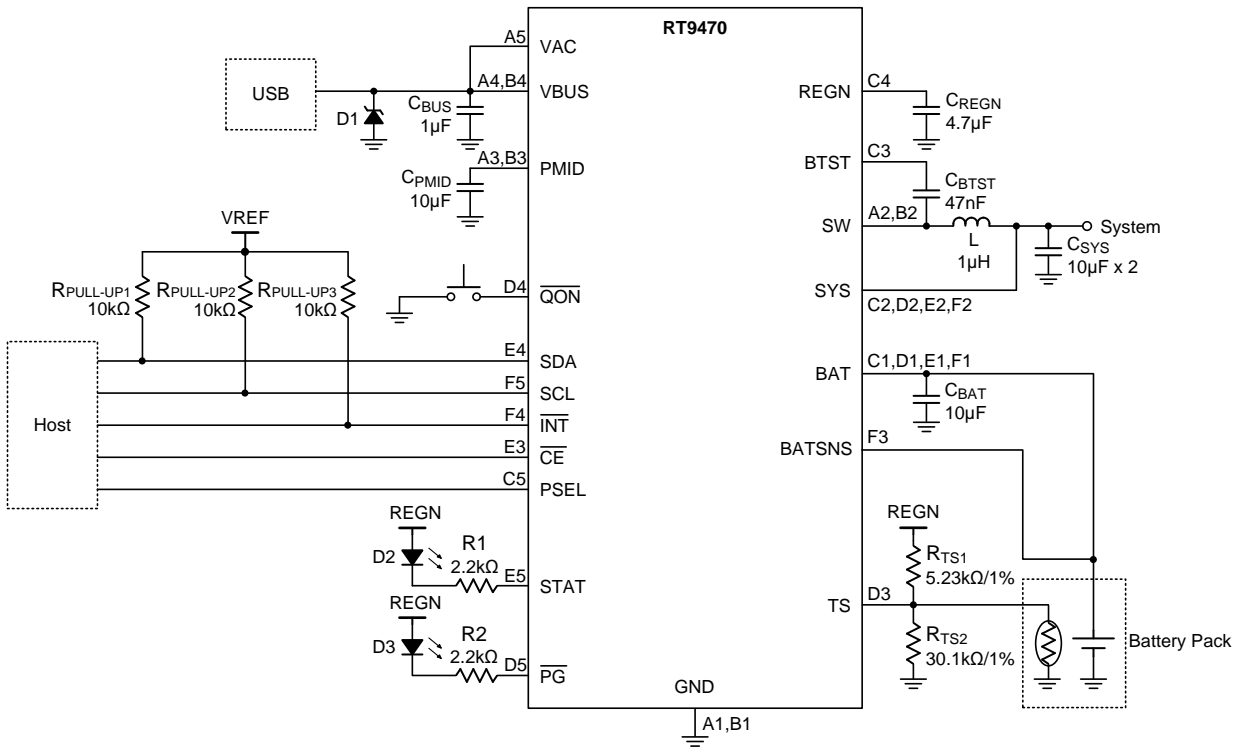 RT9470
USB
D1
CBUS
1µF
A5
VAC
A4,B4
VBUS
CPMID
10µF
A3,B3
PMID
VREF
RPULL-UP1
10kΩ
RPULL-UP2
10kΩ
RPULL-UP3
10kΩ
D4
QON
Host
E4
SDA
F5
SCL
F4
INT
E3
CE
C5
PSEL
REGN
D2
R1
2.2kΩ
E5
STAT
REGN
D3
R2
2.2kΩ
D5
PG
GND
A1,B1
REGN
C4
CREGN
4.7µF
BTST
C3
CBTST
47nF
SW
A2,B2
L
1µH
System
CSYS
10µF x 2
SYS
C2,D2,E2,F2
BAT
C1,D1,E1,F1
CBAT
10µF
BATSNS
F3
REGN
RTS1
5.23kΩ/1%
TS
D3
RTS2
30.1kΩ/1%
Battery Pack